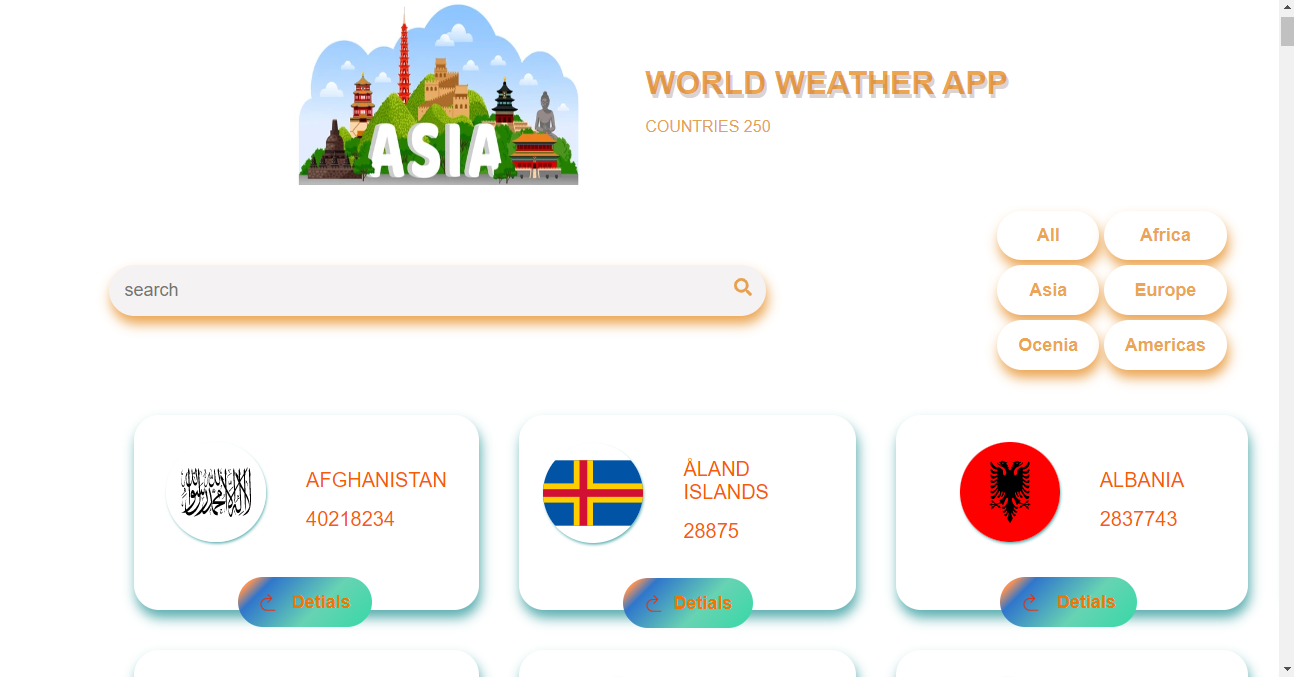 ASIA
WORLD WEATHER APP
COUNTRIES 250
search
All
Africa
Asia
Europe
Ocenia
Americas
AFGHANISTAN
40218234
Detials
ÅLAND
ISLANDS
28875
Detials
ALBANIA
2837743
Detials